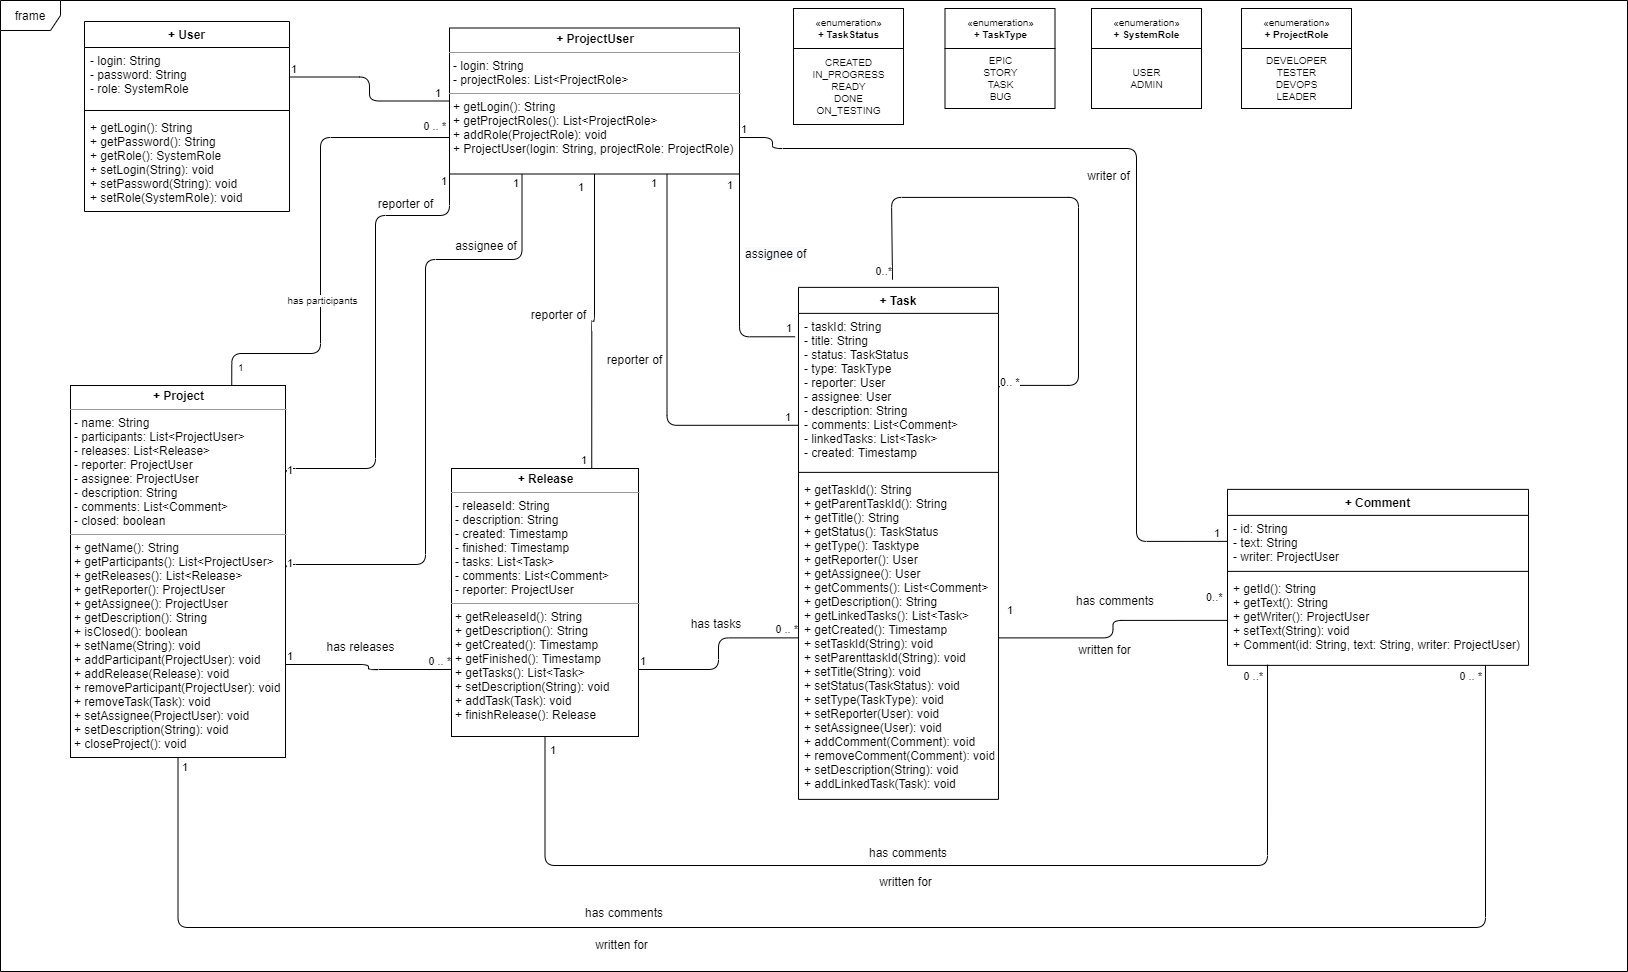 frame
+ User
- login: String
- password: String
- role: SystemRole
+ getLogin(): String
+ getPassword(): String
+ getRole(): SystemRole
+ setLogin(String): void
+ setPassword(String): void
+ setRole(SystemRole): void
1
1
+ ProjectUser
- login: String
- projectRoles: List<ProjectRole>
+ getLogin(): String
+ getProjectRoles(): List<ProjectRole>
+ addRole(ProjectRole): void
+ ProjectUser(login: String, projectRole: ProjectRole)
«enumeration»
+ TaskStatus
CREATED
IN_PROGRESS
READY
DONE
ON_TESTING
«enumeration»
+ TaskType
EPIC
STORY
TASK
BUG
«enumeration»
+ SystemRole
USER
ADMIN
«enumeration»
+ ProjectRole
DEVELOPER
TESTER
DEVOPS
LEADER
0 .. *
1
1
1
1
1
1
reporter of
assignee of
writer of
assignee of
has participants
reporter of
reporter of
1
0..*
0.. *
1
1
1
1
1
1
+ Project
- name: String
- participants: List<ProjectUser>
- releases: List<Release>
- reporter: ProjectUser
- assignee: ProjectUser
- description: String
- comments: List<Comment>
- closed: boolean
+ getName(): String
+ getParticipants(): List<ProjectUser>
+ getReleases(): List<Release>
+ getReporter(): ProjectUser
+ getAssignee(): ProjectUser
+ getDescription(): String
+ isClosed(): boolean
+ setName(String): void
+ addParticipant(ProjectUser): void
+ addRelease(Release): void
+ removeParticipant(ProjectUser): void
+ removeTask(Task): void
+ setAssignee(ProjectUser): void
+ setDescription(String): void
+ closeProject(): void
1
has releases
0 .. *
+ Release
- releaseId: String
- description: String
- created: Timestamp
- finished: Timestamp
- tasks: List<Task>
- comments: List<Comment>
- reporter: ProjectUser
+ getReleaseId(): String
+ getDescription(): String
+ getCreated(): Timestamp
+ getFinished(): Timestamp
+ getTasks(): List<Task>
+ setDescription(String): void
+ addTask(Task): void
+ finishRelease(): Release
1
has tasks
0 .. *
+ Task
- taskId: String
- title: String
- status: TaskStatus
- type: TaskType
- reporter: User
- assignee: User
- description: String
- comments: List<Comment>
- linkedTasks: List<Task>
- created: Timestamp
+ getTaskId(): String
+ getParentTaskId(): String
+ getTitle(): String
+ getStatus(): TaskStatus
+ getType(): Tasktype
+ getReporter(): User
+ getAssignee(): User
+ getComments(): List<Comment>
+ getDescription(): String
+ getLinkedTasks(): List<Task>
+ getCreated(): Timestamp
+ setTaskId(String): void
+ setParenttaskId(String): void
+ setTitle(String): void
+ setStatus(TaskStatus): void
+ setType(TaskType): void
+ setReporter(User): void
+ setAssignee(User): void
+ addComment(Comment): void
+ removeComment(Comment): void
+ setDescription(String): void
+ addLinkedTask(Task): void
1
has comments
0..*
written for
+ Comment
- id: String
- text: String
- writer: ProjectUser
+ getId(): String
+ getText(): String
+ getWriter(): ProjectUser
+ setText(String): void
+ Comment(id: String, text: String, writer: ProjectUser)
0 ..*
0 .. *
1
1
has comments
written for
has comments
written for